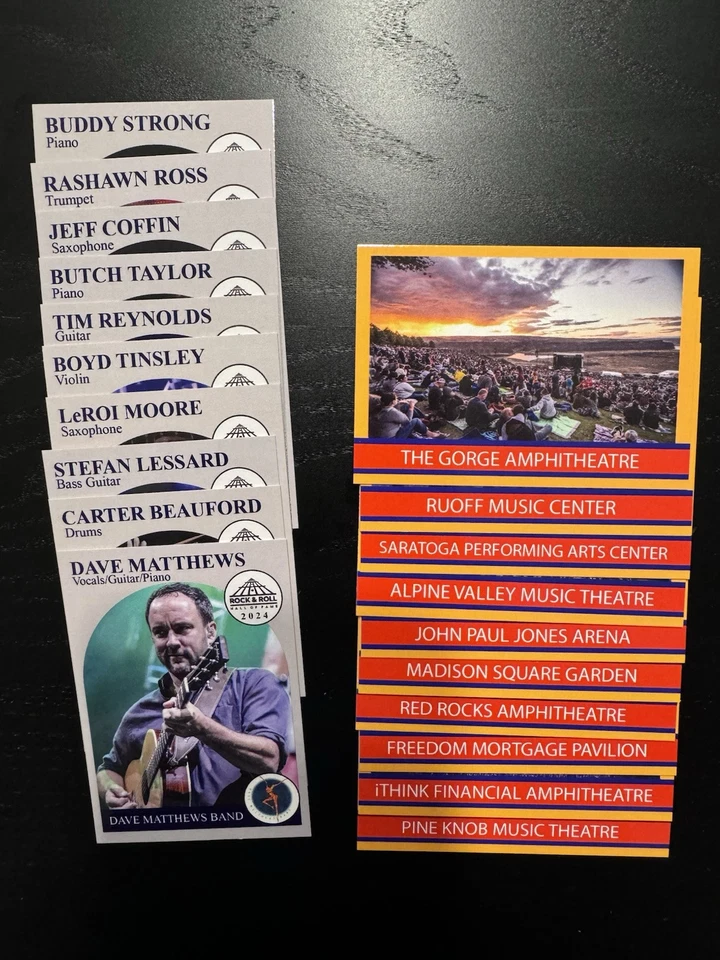 BUDDY STRONG
Piano
RASHAWN ROSS
Trumpet
JEFF COFFIN
Saxophone
BUTCH TAYLOR
Piano
TIM REYNOLDS
Guitar
BOYD TINSLEY
Violin
LeROI MOORE
Saxophone
STEFAN LESSARD
Bass Guitar
CARTER BEAUFORD
Drums
DAVE MATTHEWS
Vocals/Guitar/Piano
ROCK & ROLL
HALL OF FAME
2024
DAVE MATTHEWS BAND
THE GORGE AMPHITHEATRE
RUOFF MUSIC CENTER
SARATOGA PERFORMING ARTS CENTER
ALPINE VALLEY MUSIC THEATRE
JOHN PAUL JONES ARENA
MADISON SQUARE GARDEN
RED ROCKS AMPHITHEATRE
FREEDOM MORTGAGE PAVILION
iTHINK FINANCIAL AMPHITHEATRE
PINE KNOB MUSIC THEATRE